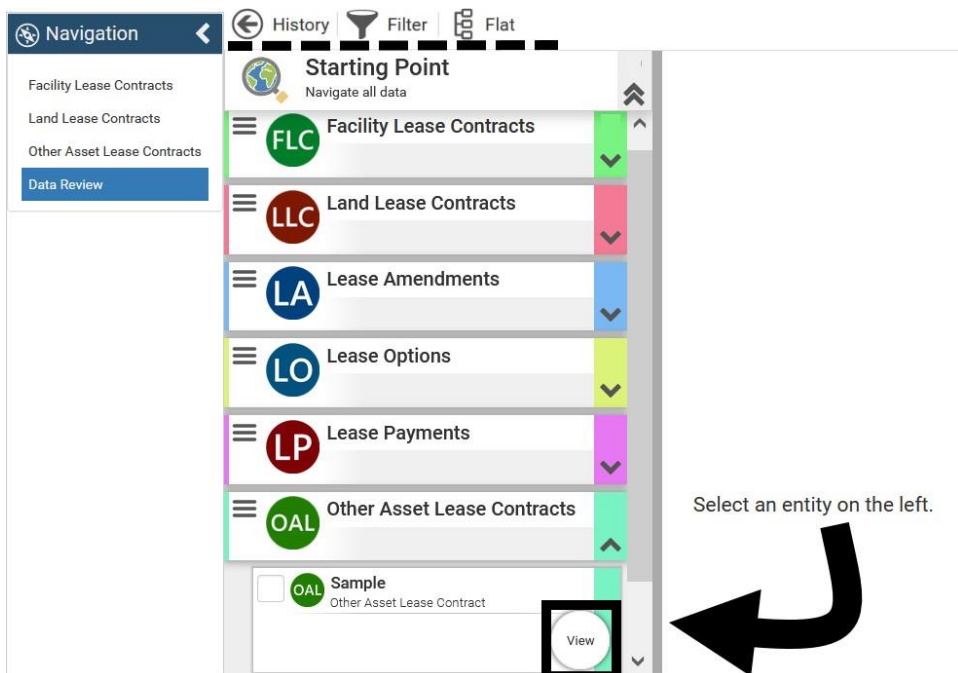 Navigation
Facility Lease Contracts
Land Lease Contracts
Other Asset Lease Contracts
Data Review
History Filter Flat
Starting Point
Navigate all data
FLC
Facility Lease Contracts
LLC
Land Lease Contracts
LA
Lease Amendments
LO
Lease Options
LP
Lease Payments
OAL
Other Asset Lease Contracts
OAL
Sample
Other Asset Lease Contract
View
Select an entity on the left.